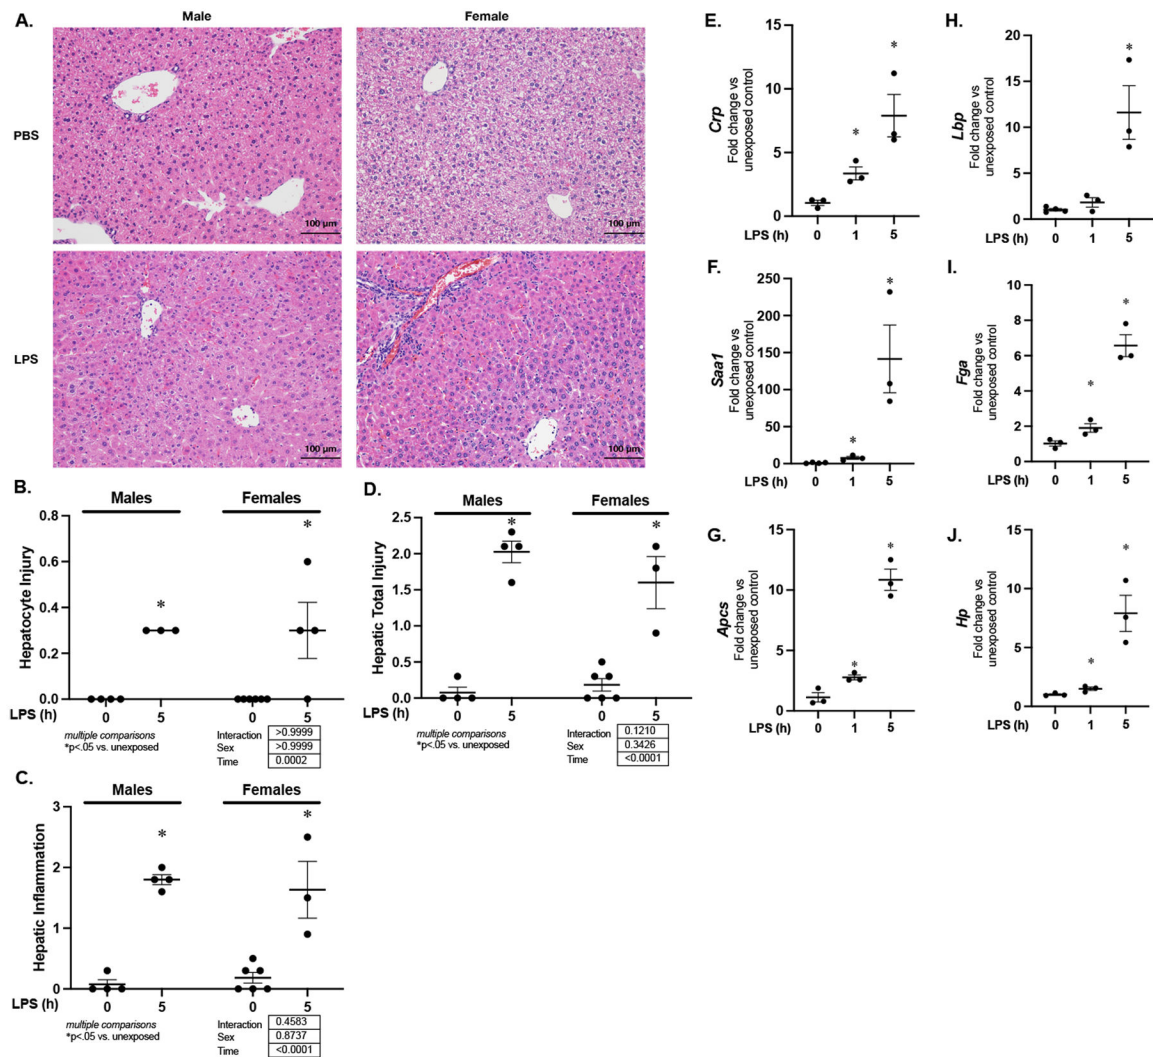 A.
Male
Female
PBS
100 µm
100 µm
LPS
100 µm
100 µm
B.
Males
Females
Hepatocyte Injury
0.8
0.6
0.4
0.2
0.0
*
*
LPS (h)
0
5
0
5
multiple comparisons
*p<.05 vs. unexposed
Interaction >0.9999
Sex >0.9999
Time 0.0002
C.
Males
Females
Hepatic Inflammation
3
2
1
0
*
*
LPS (h)
0
5
0
5
multiple comparisons
*p<.05 vs. unexposed
Interaction 0.4583
Sex 0.8737
Time <0.0001
D.
Males
Females
Hepatic Total Injury
2.5
2.0
1.5
1.0
0.5
0.0
*
*
LPS (h)
0
5
0
5
multiple comparisons
*p<.05 vs. unexposed
Interaction 0.1210
Sex 0.3426
Time <0.0001
E.
Crp
Fold change vs
unexposed control
15
10
5
0
*
*
LPS (h)
0
1
5
F.
Saa1
Fold change vs
unexposed control
250
200
150
100
50
0
*
*
LPS (h)
0
1
5
G.
Apcs
Fold change vs
unexposed control
15
10
5
0
*
*
LPS (h)
0
1
5
H.
Lbp
Fold change vs
unexposed control
20
15
10
5
0
*
LPS (h)
0
1
5
I.
Fga
Fold change vs
unexposed control
10
8
6
4
2
0
*
*
LPS (h)
0
1
5
J.
Hp
Fold change vs
unexposed control
15
10
5
0
*
*
LPS (h)
0
1
5